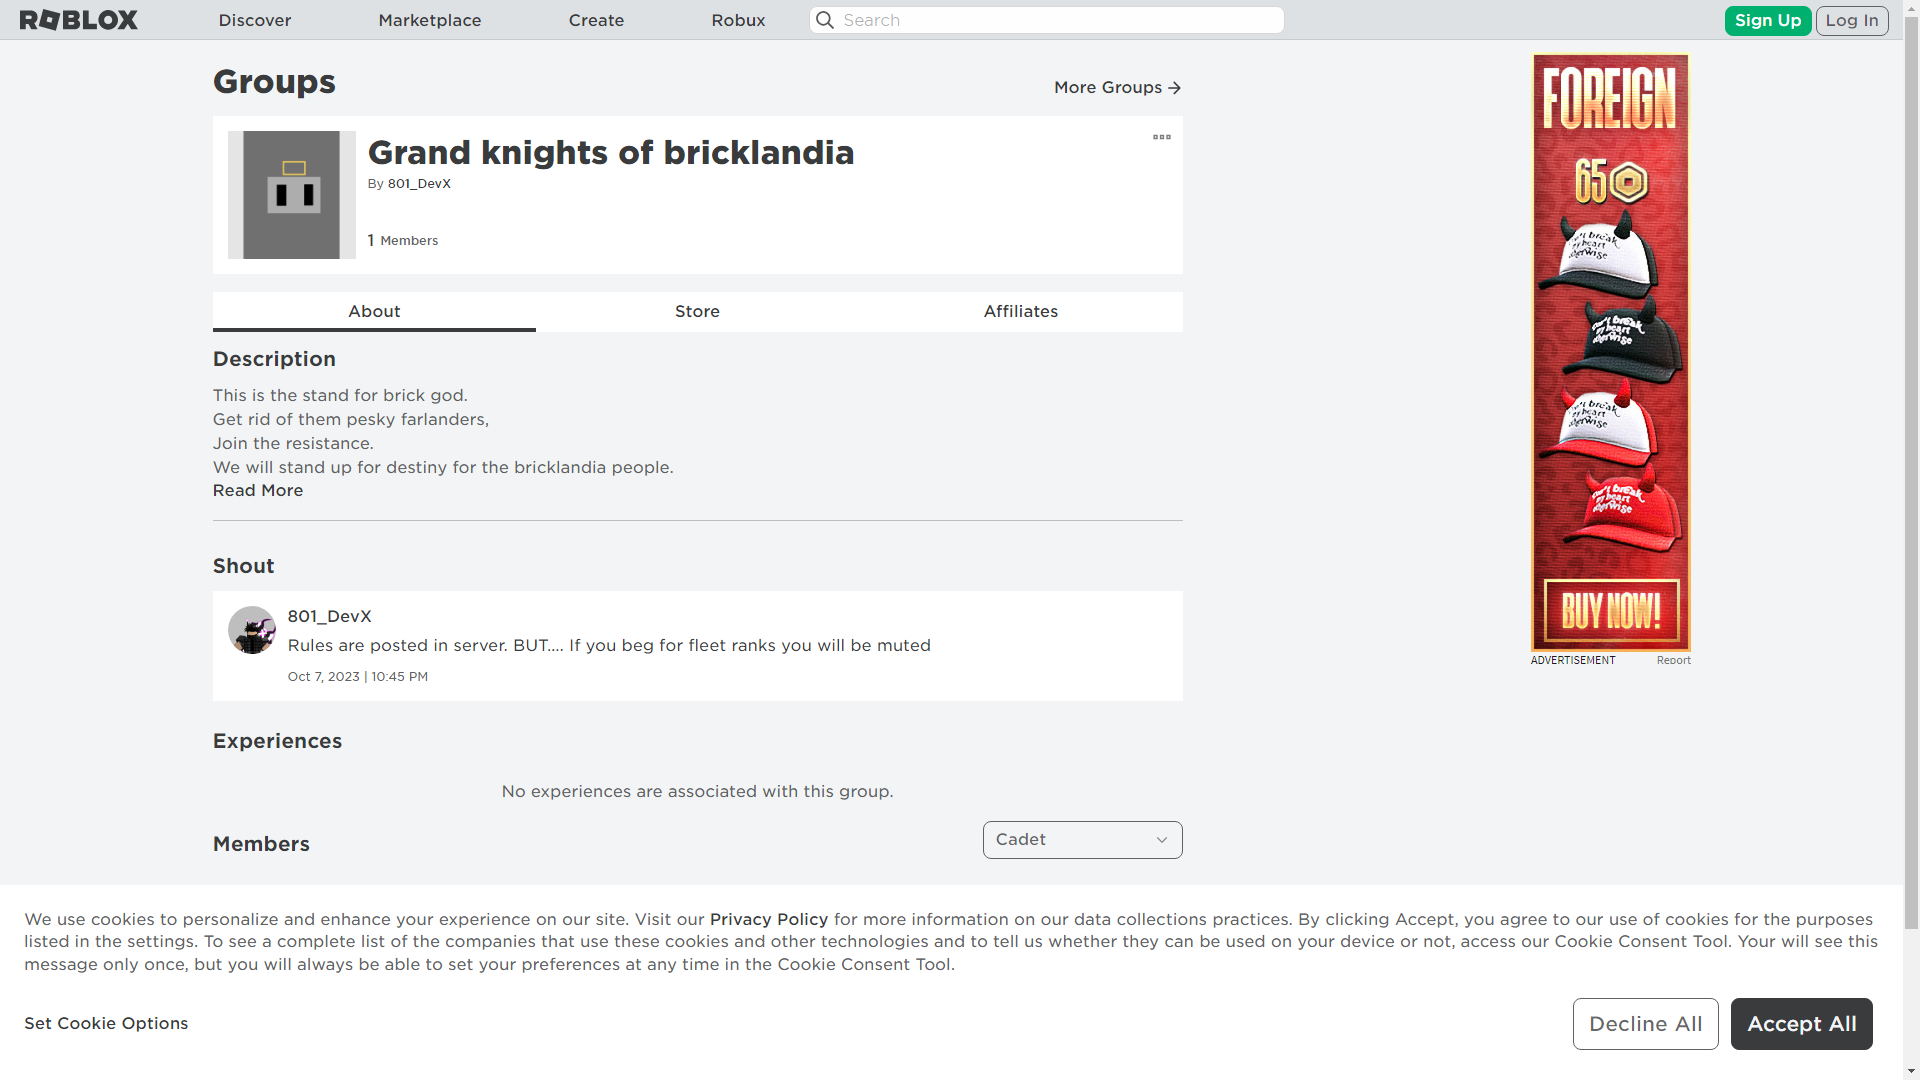 ROBLOX
Discover
Marketplace
Create
Robux
Search
Sign Up
Log In
Groups
More Groups
Grand knights of bricklandia
By 801_DevX
1 Members
About
Store
Affiliates
Description
This is the stand for brick god.
Get rid of them pesky farlanders,
Join the resistance.
We will stand up for destiny for the bricklandia people.
Read More
Shout
801_DevX
Rules are posted in server. BUT.... If you beg for fleet ranks you will be muted
Oct 7, 2023 | 10:45 PM
Experiences
No experiences are associated with this group.
Members
Cadet
FOREIGN
65
BUY NOW!
ADVERTISEMENT
Report
We use cookies to personalize and enhance your experience on our site. Visit our Privacy Policy for more information on our data collections practices. By clicking Accept, you agree to our use of cookies for the purposes
listed in the settings. To see a complete list of the companies that use these cookies and other technologies and to tell us whether they can be used on your device or not, access our Cookie Consent Tool. Your will see this
message only once, but you will always be able to set your preferences at any time in the Cookie Consent Tool.
Set Cookie Options
Decline All
Accept All